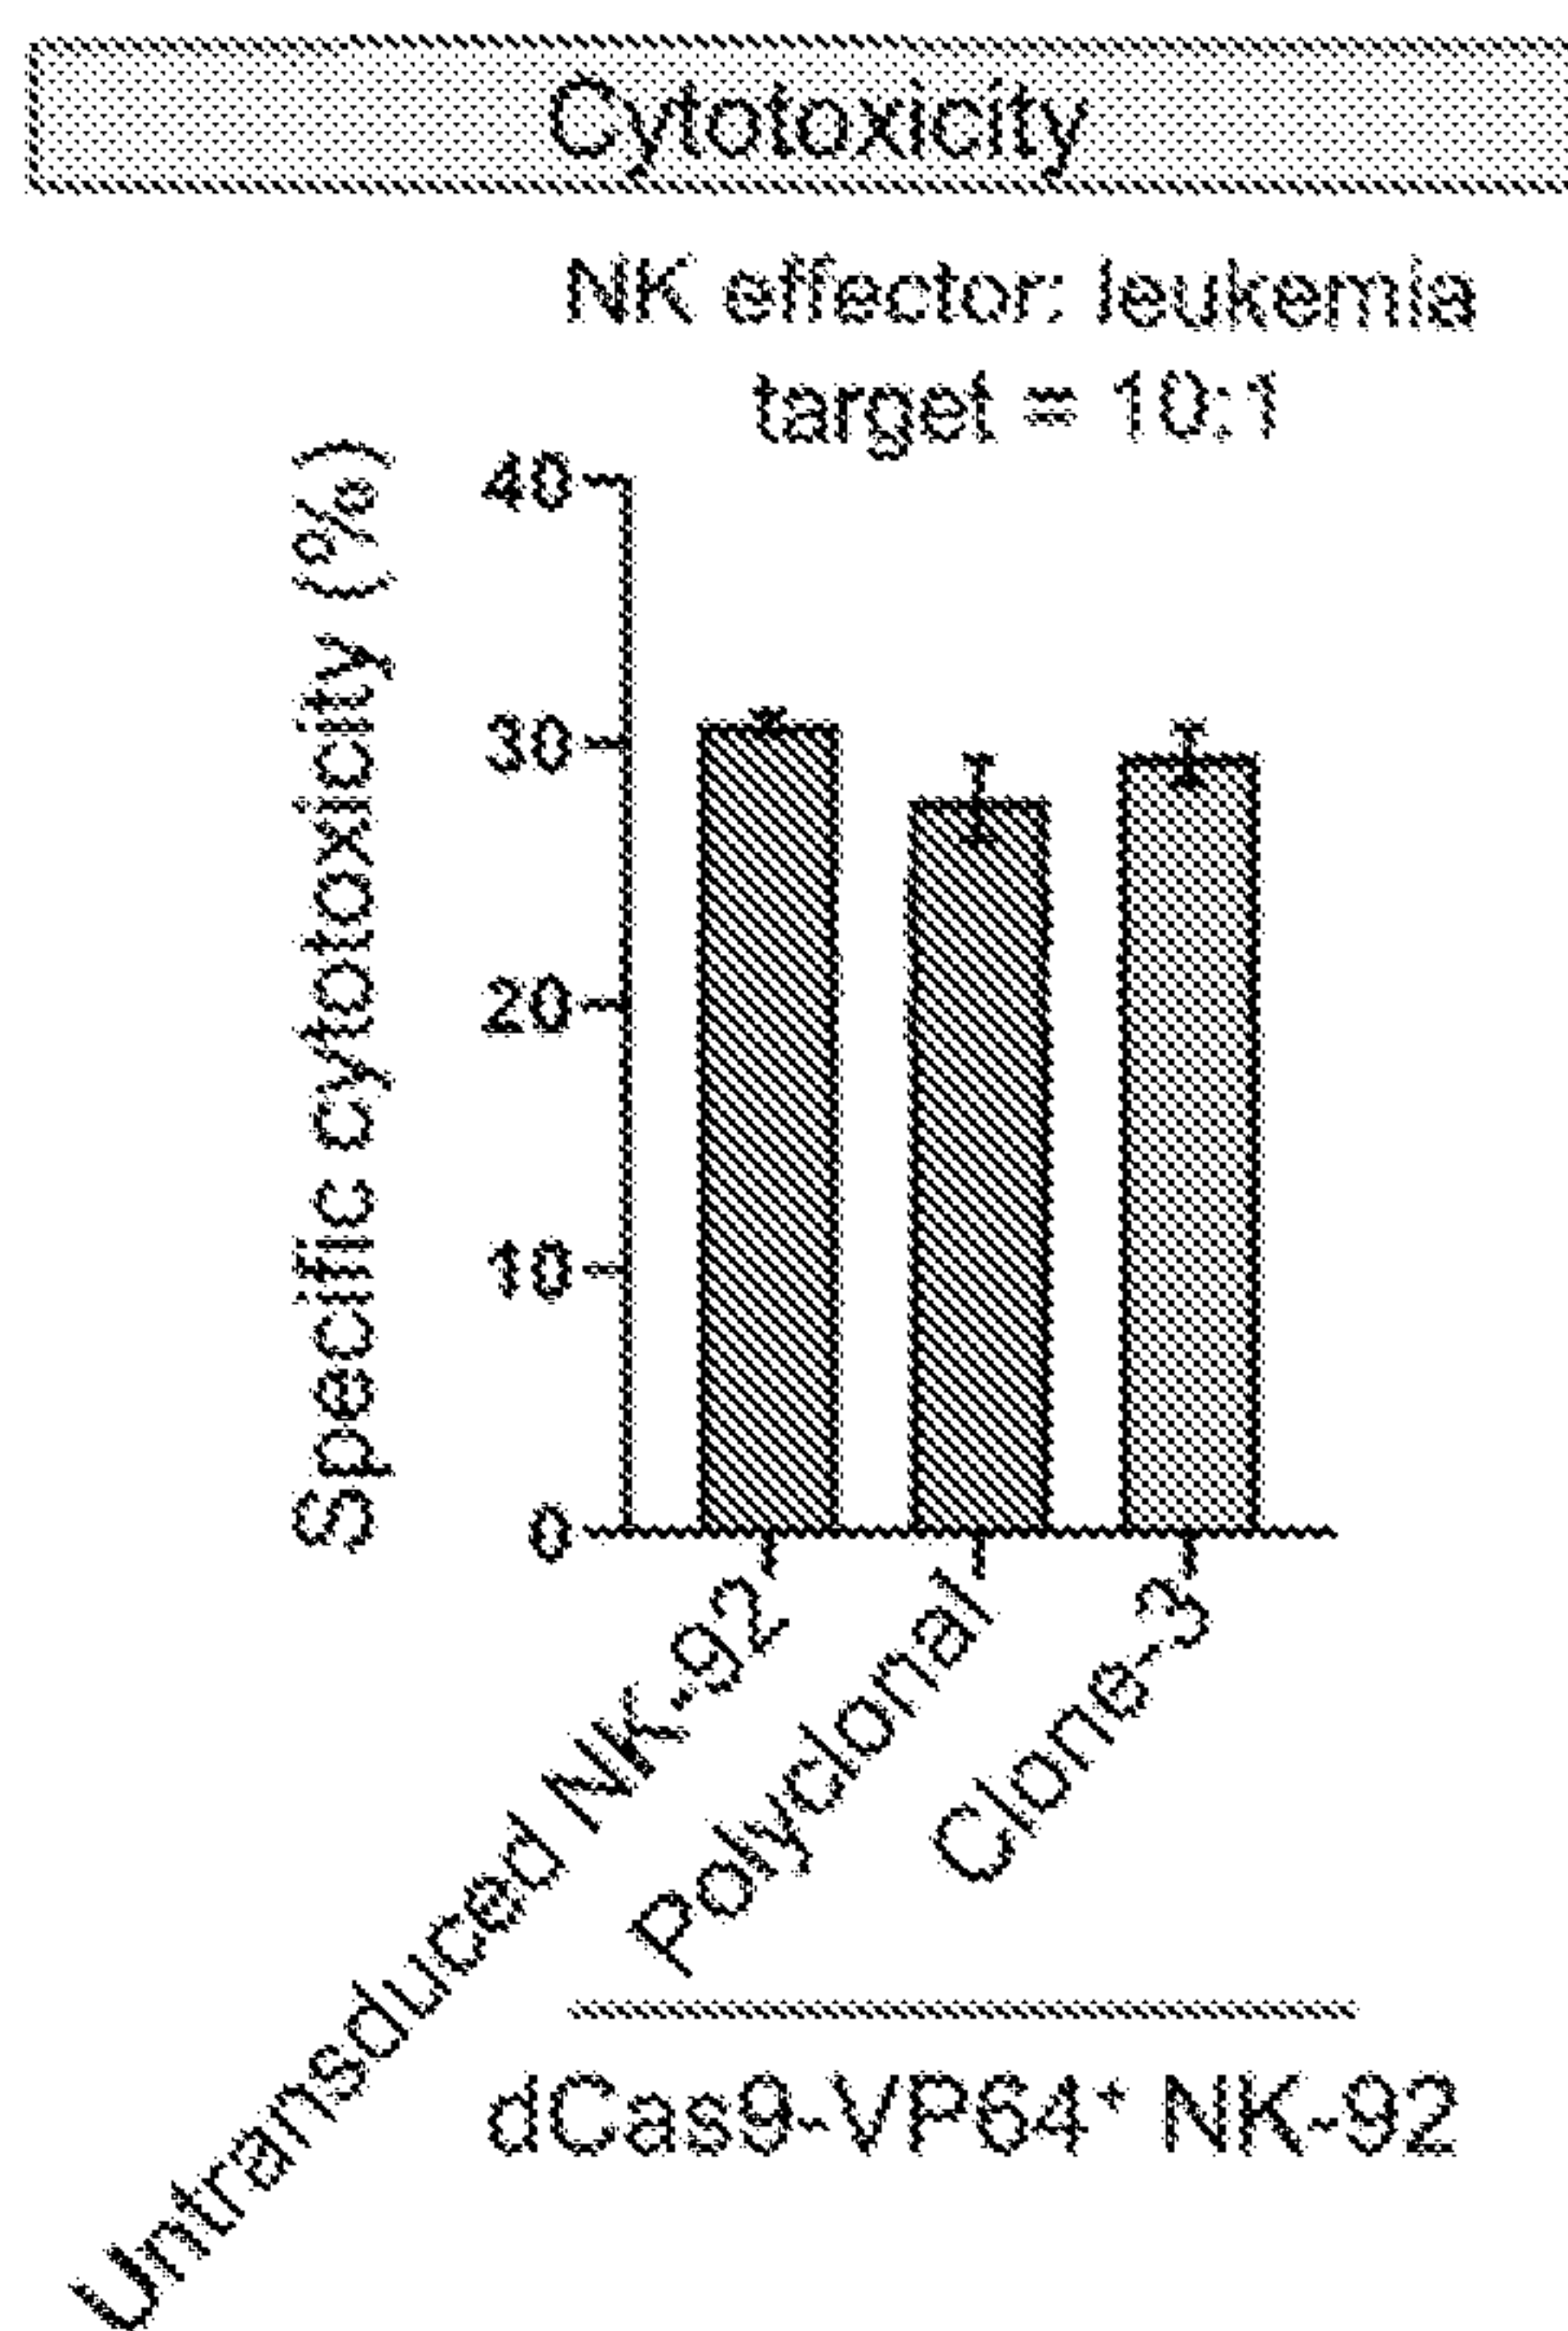 Cytotoxicity
NK effector: leukemia
target = 10:1
Specific cytotoxicity (%)
40
30
20
10
0
Untransduced NK-92
Polyclonal
Clone-3
dCas9-VP64⁺ NK-92